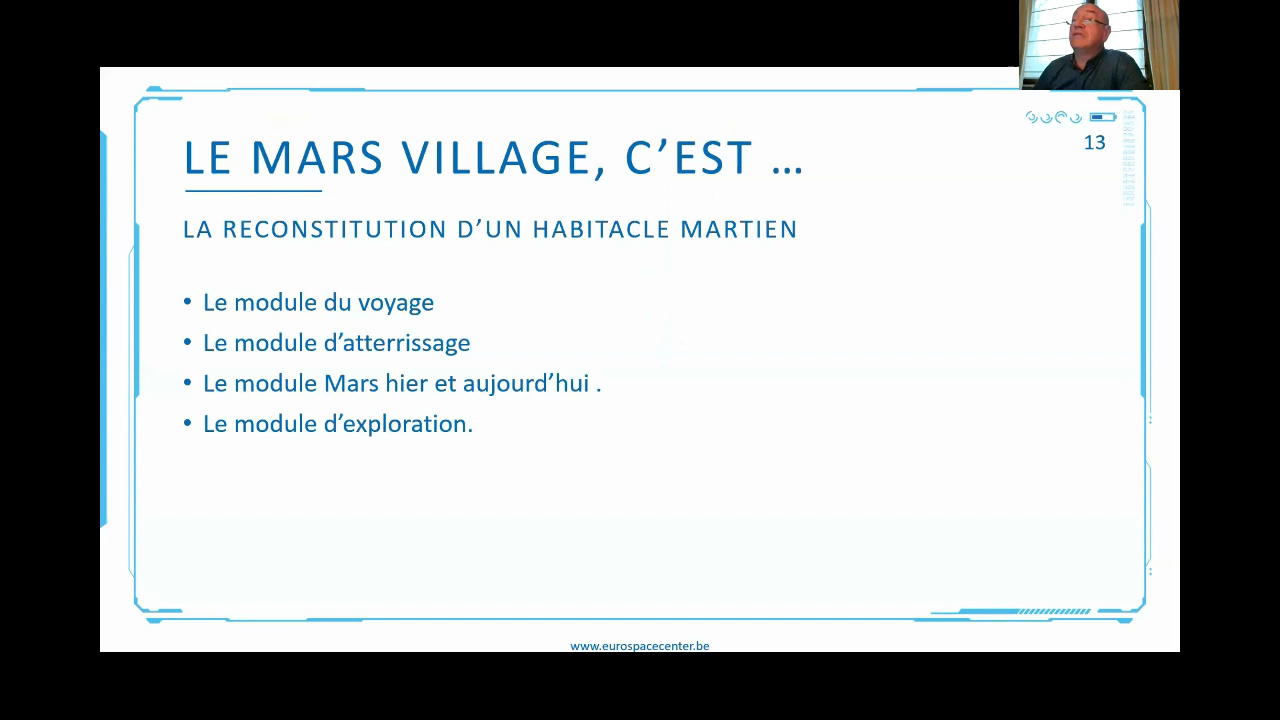 13
LE MARS VILLAGE, C’EST …
LA RECONSTITUTION D’UN HABITACLE MARTIEN
• Le module du voyage
• Le module d’atterrissage
• Le module Mars hier et aujourd’hui .
• Le module d’exploration.
www.eurospacecenter.be